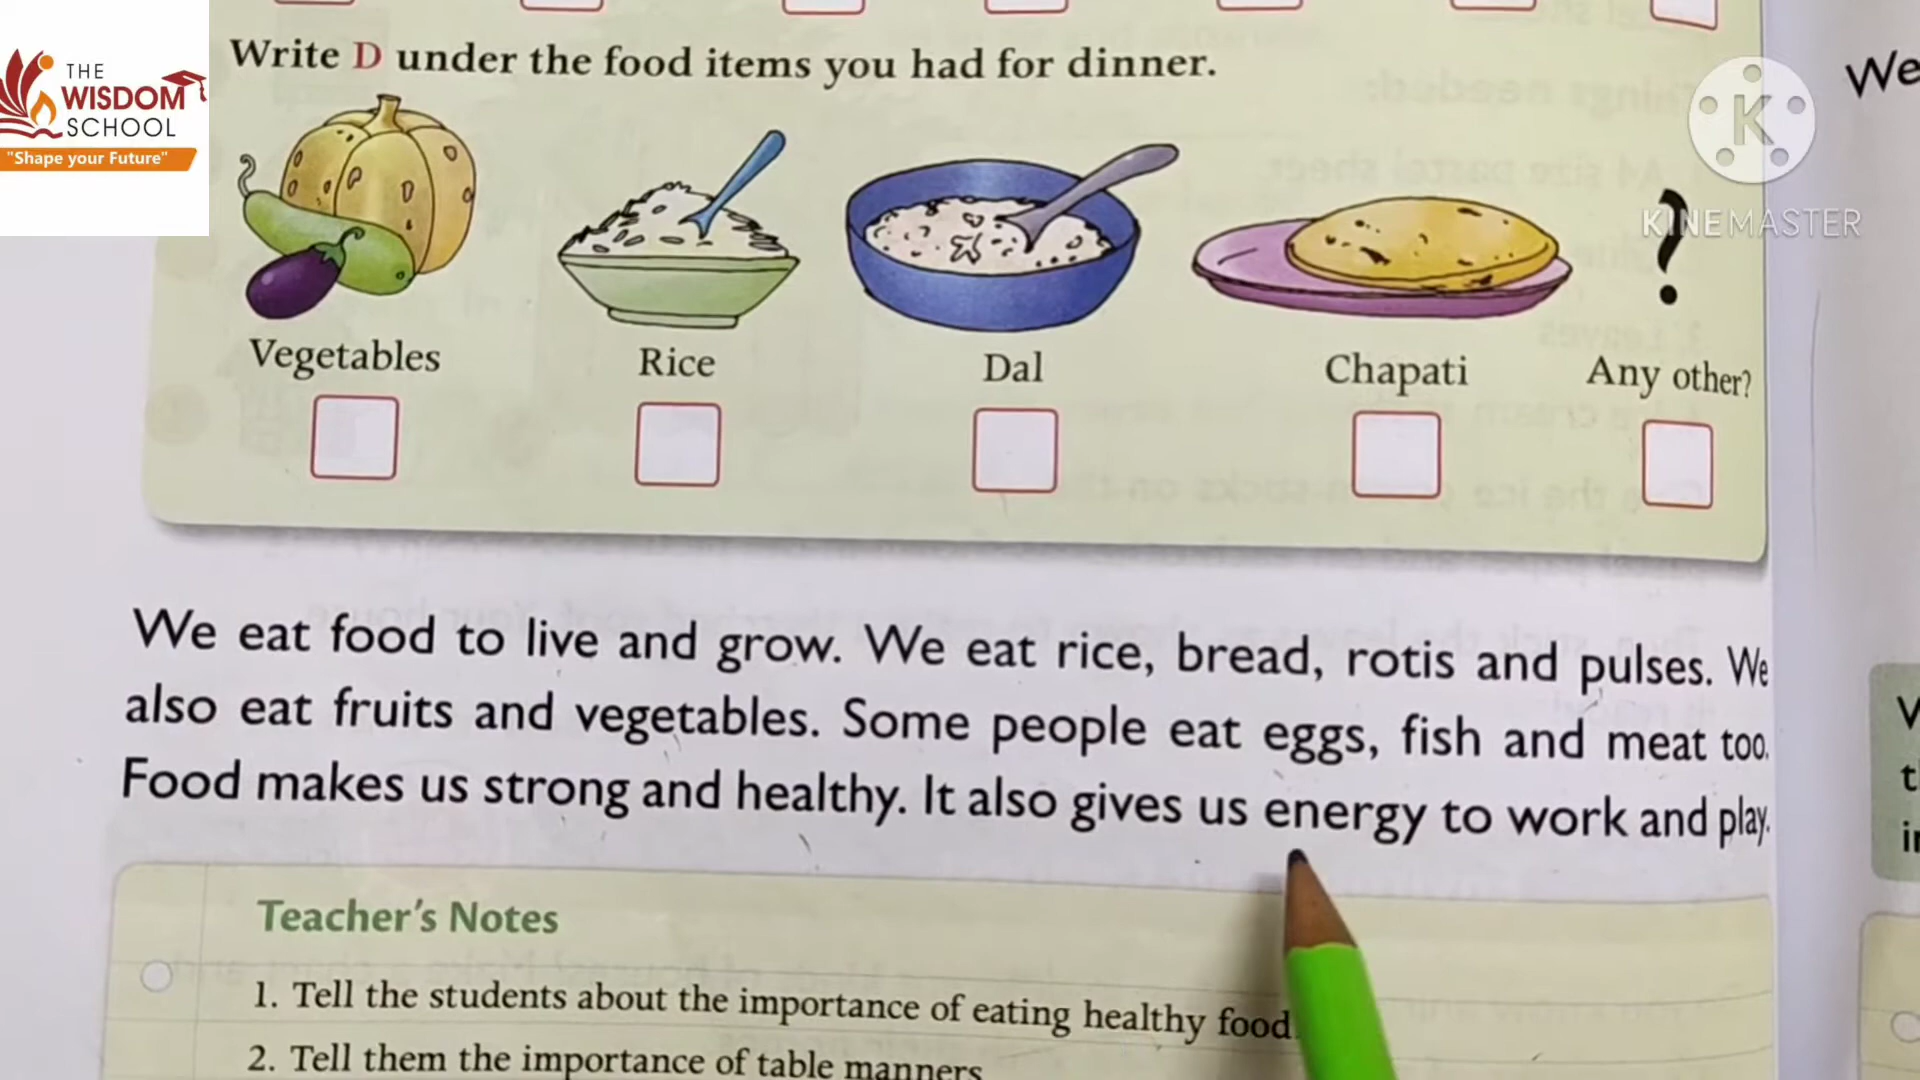 THE
WISDOM
SCHOOL
"Shape your Future"
Write D under the food items you had for dinner.
K
KINEMASTER
We
?
Vegetables
Rice
Dal
Chapati
Any other?
We eat food to live and grow. We eat rice, bread, rotis and pulses. We
also eat fruits and vegetables. Some people eat eggs, fish and meat too.
Food makes us strong and healthy. It also gives us energy to work and play.
Teacher's Notes
1. Tell the students about the importance of eating healthy food.
2. Tell them the importance of table manners